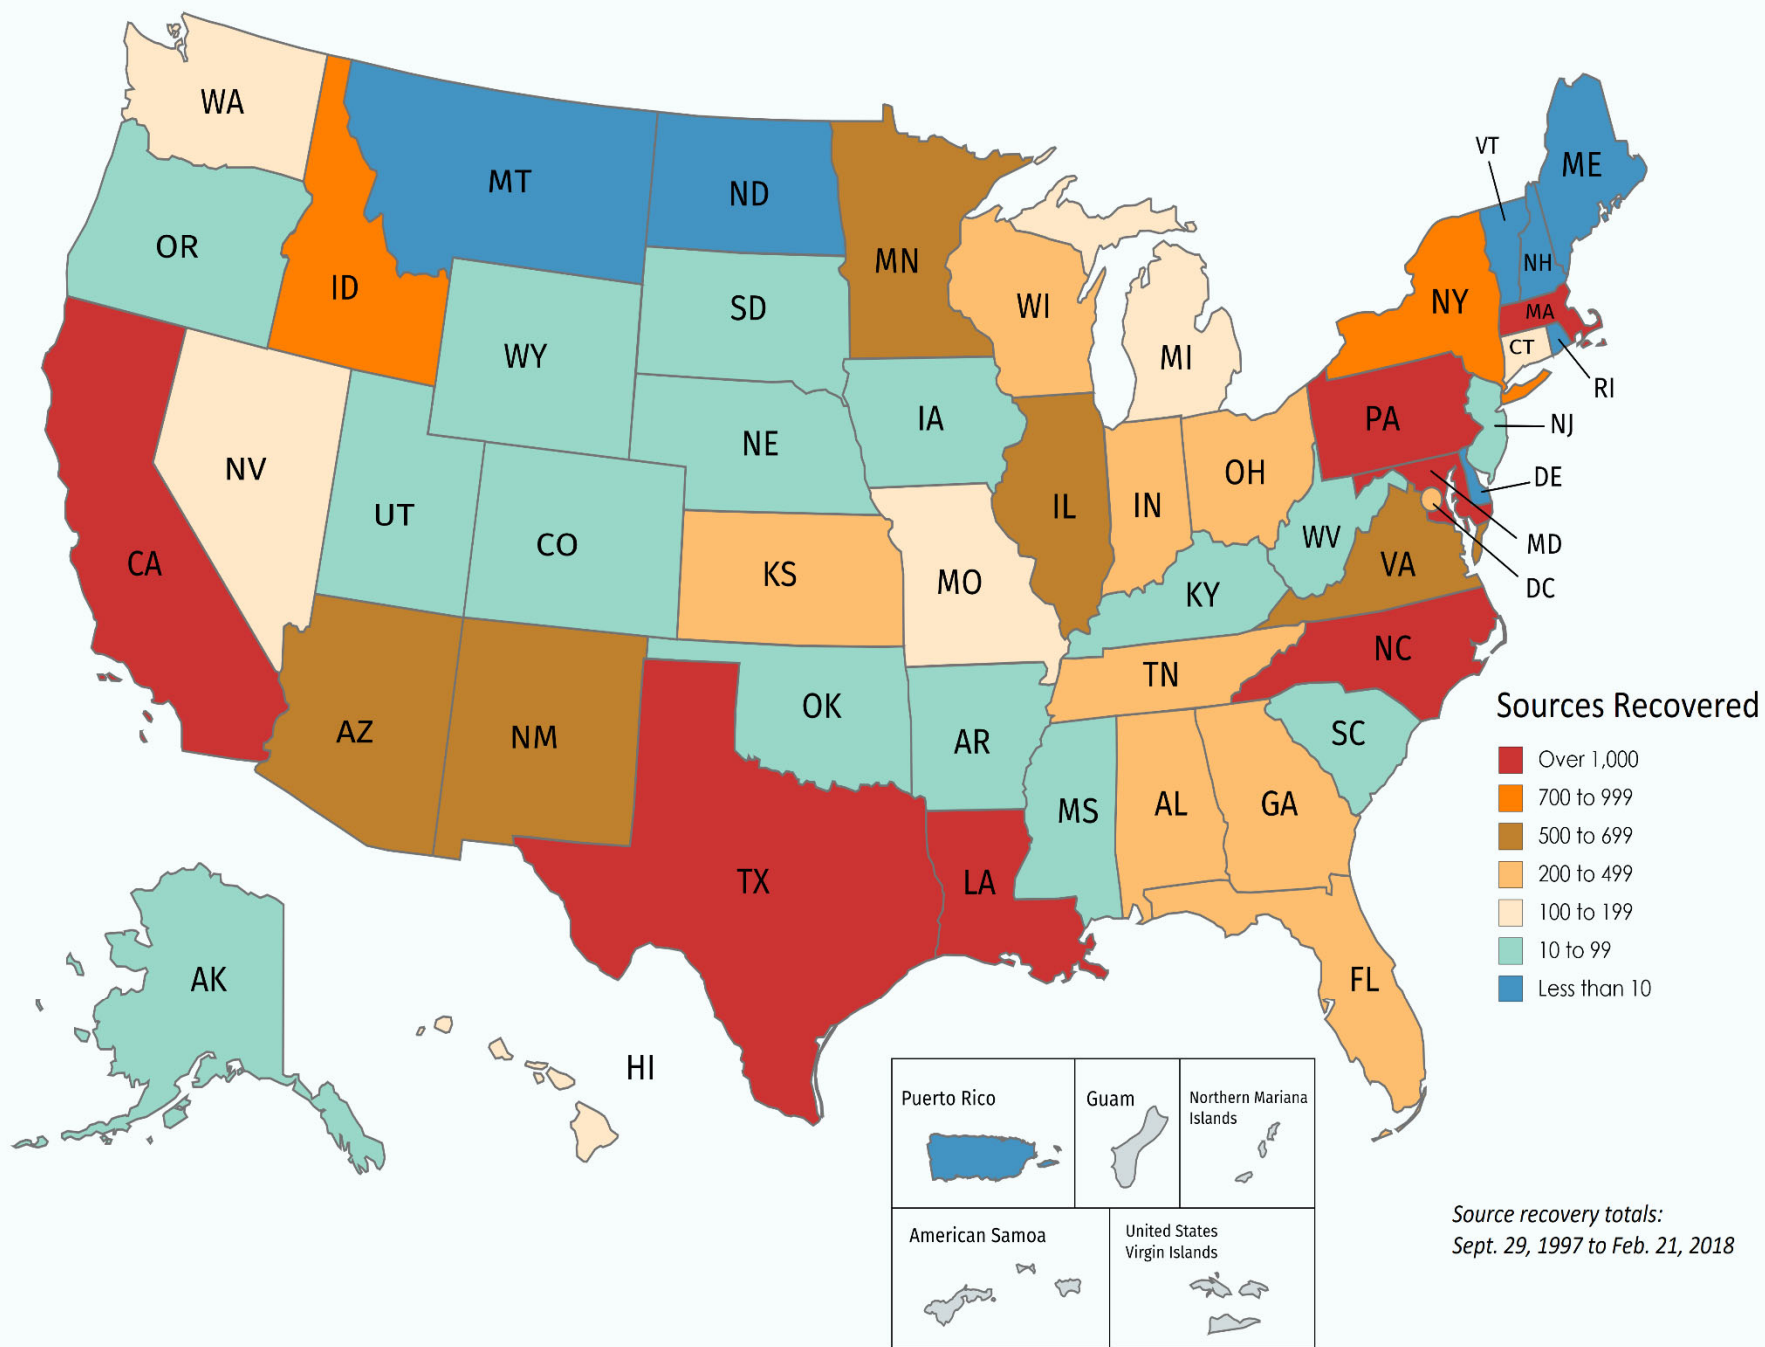 WA
MT
ND
MN
VT
ME
OR
ID
SD
WI
NH
NY
MA
WY
MI
CT
RI
IA
PA
NJ
NE
NV
OH
DE
IL
IN
UT
CO
WV
MD
CA
KS
MO
VA
DC
KY
NC
TN
OK
AZ
NM
AR
SC
MS
AL
GA
TX
LA
FL
AK
HI
Sources Recovered
Over 1,000
700 to 999
500 to 699
200 to 499
100 to 199
10 to 99
Less than 10
Puerto Rico
Guam
Northern Mariana
Islands
American Samoa
United States
Virgin Islands
Source recovery totals:
Sept. 29, 1997 to Feb. 21, 2018